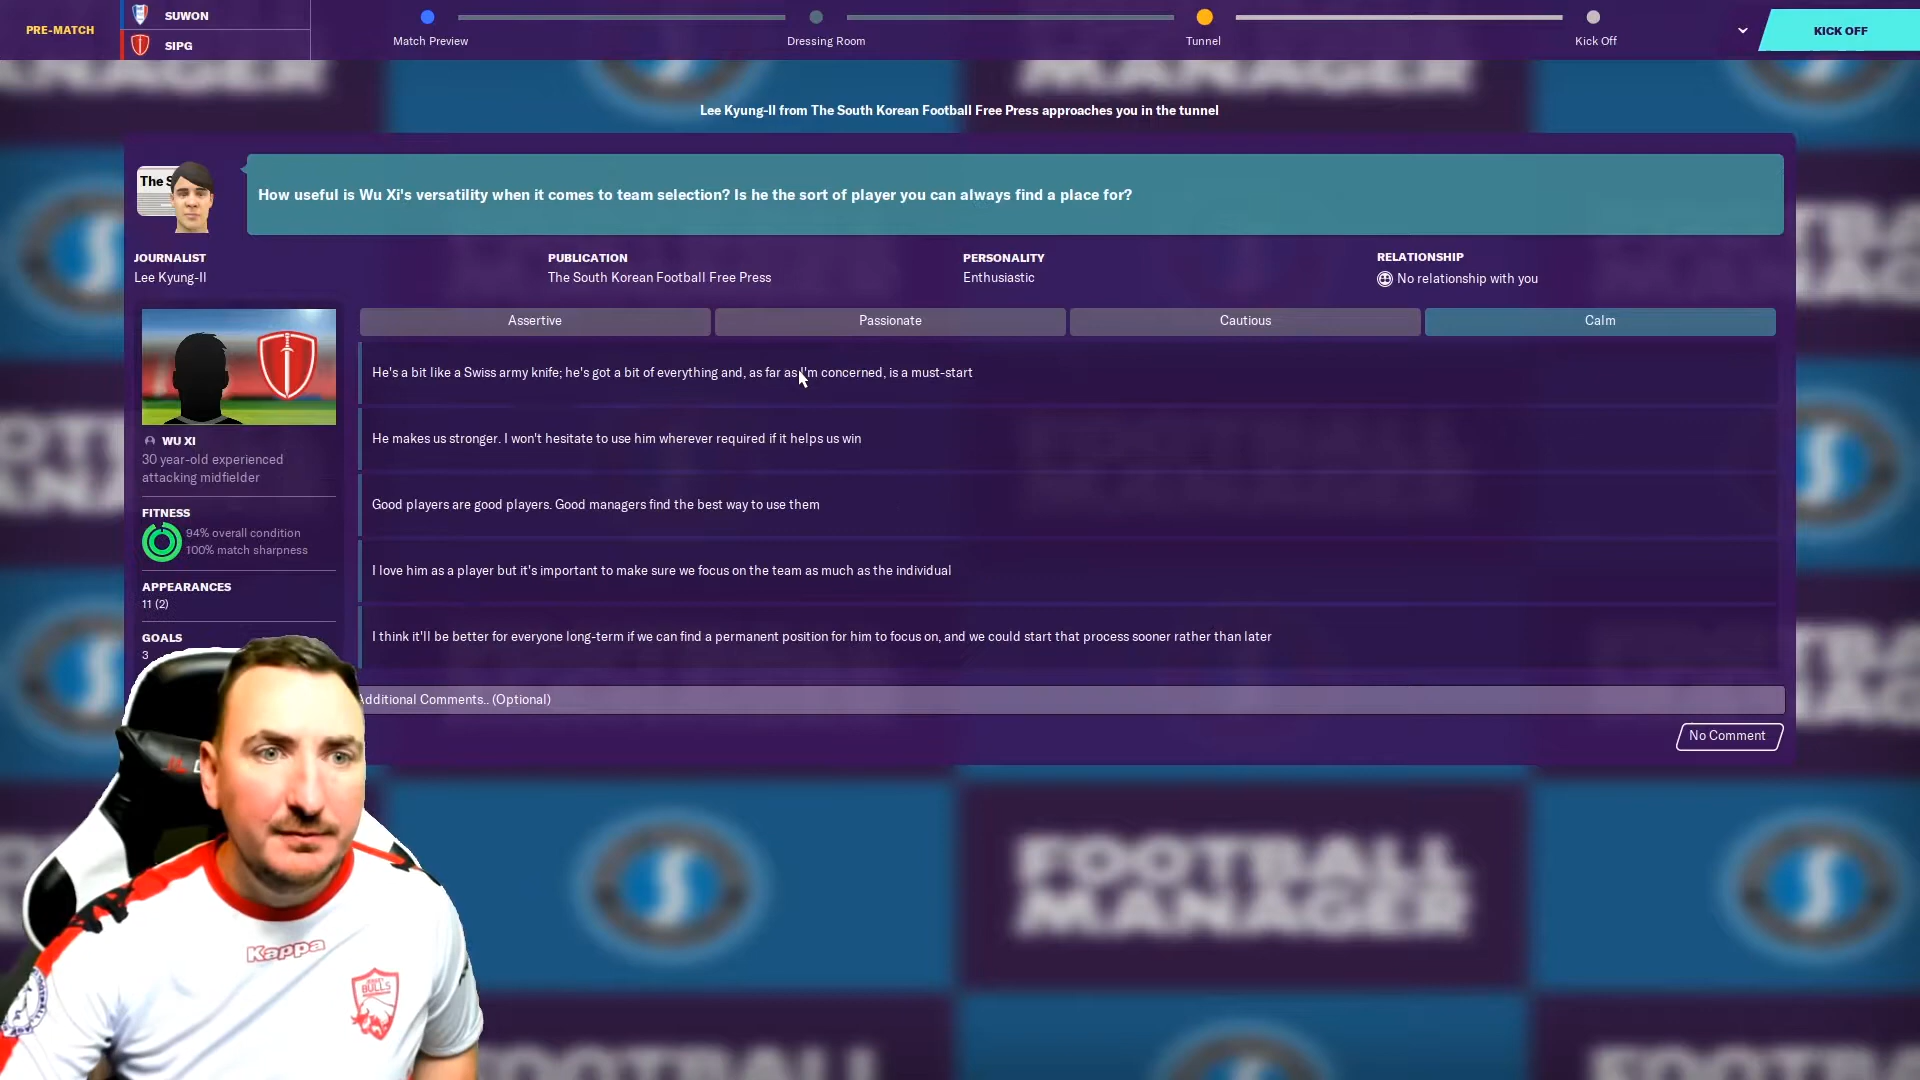 PRE-MATCH
SUWON
SIPG
Match Preview
Dressing Room
Tunnel
Kick Off
KICK OFF
Lee Kyung-Il from The South Korean Football Free Press approaches you in the tunnel
The S
How useful is Wu Xi's versatility when it comes to team selection? Is he the sort of player you can always find a place for?
JOURNALIST
Lee Kyung-Il
PUBLICATION
The South Korean Football Free Press
PERSONALITY
Enthusiastic
RELATIONSHIP
No relationship with you
Assertive
Passionate
Cautious
Calm
He's a bit like a Swiss army knife; he's got a bit of everything and, as far as I'm concerned, is a must-start
He makes us stronger. I won't hesitate to use him wherever required if it helps us win
Good players are good players. Good managers find the best way to use them
I love him as a player but it's important to make sure we focus on the team as much as the individual
I think it'll be better for everyone long-term if we can find a permanent position for him to focus on, and we could start that process sooner rather than later
WU XI
30 year-old experienced
attacking midfielder
FITNESS
94% overall condition
100% match sharpness
APPEARANCES
11 (2)
GOALS
3
Additional Comments.. (Optional)
No Comment
FOOTBALL
MANAGER
Kappa
BULLS